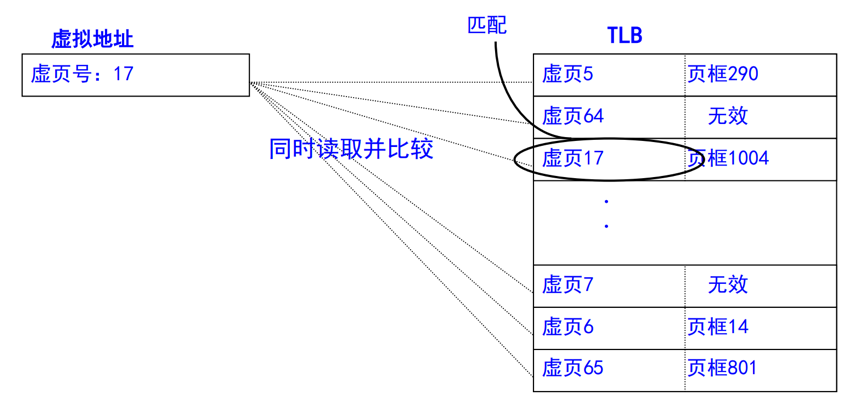 匹配
虚拟地址
TLB
虚页号：17
虚页5 页框290
虚页64 无效
同时读取并比较
虚页17 页框1004
虚页7 无效
虚页6 页框14
虚页65 页框801